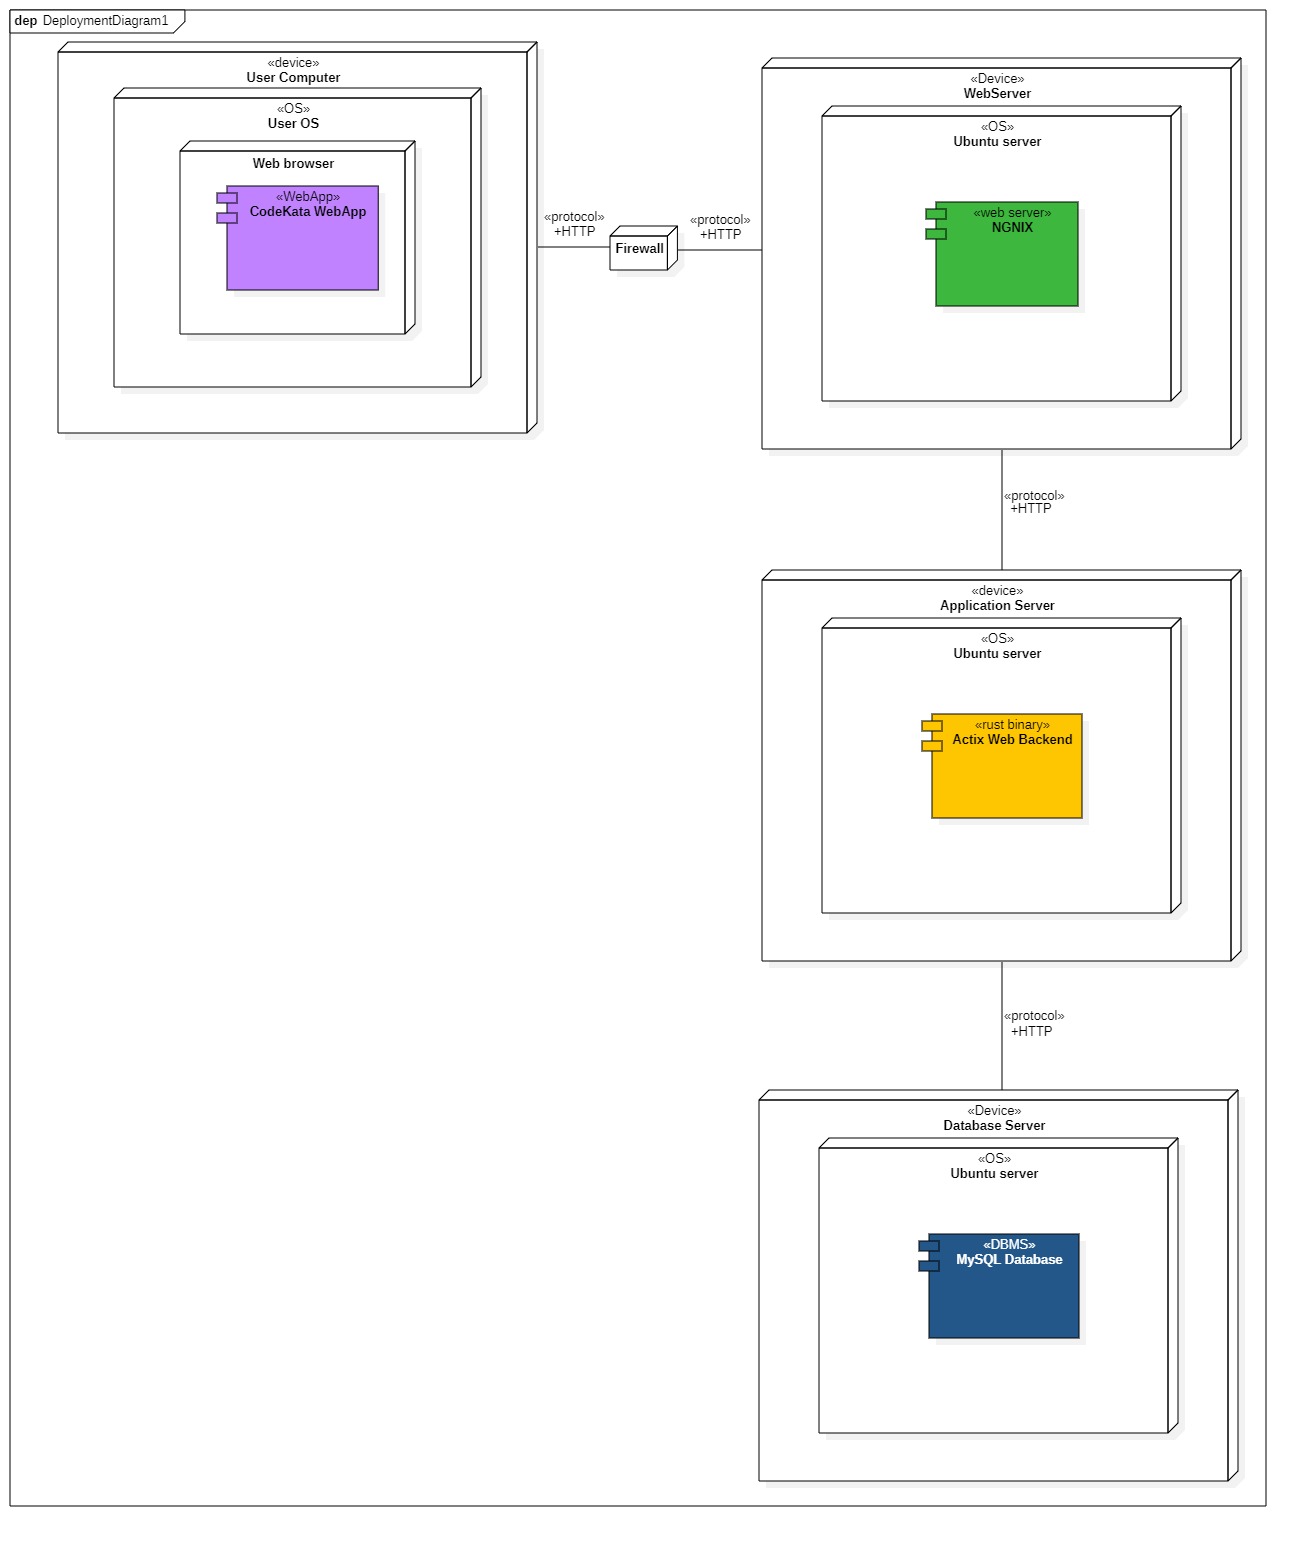 dep DeploymentDiagram1
«device»
User Computer
«OS»
User OS
Web browser
«WebApp»
CodeKata WebApp
«protocol»
+HTTP
Firewall
«protocol»
+HTTP
«Device»
WebServer
«OS»
Ubuntu server
«web server»
NGNIX
«protocol»
+HTTP
«device»
Application Server
«OS»
Ubuntu server
«rust binary»
Actix Web Backend
«protocol»
+HTTP
«Device»
Database Server
«OS»
Ubuntu server
«DBMS»
MySQL Database